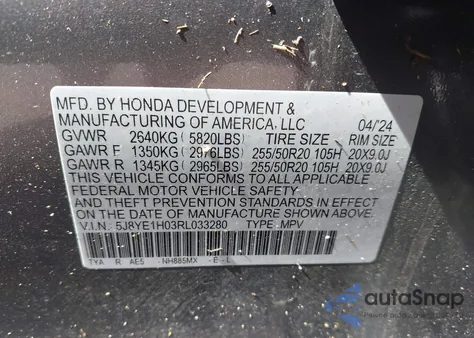 MFD. BY HONDA DEVELOPMENT &
MANUFACTURING OF AMERICA, LLC 04/'24
GVWR 2640KG ( 5820LBS) TIRE SIZE RIM SIZE
GAWR F 1350KG ( 2976LBS) 255/50R20 105H 20X9.0J
GAWR R 1345KG ( 2965LBS) 255/50R20 105H 20X9.0J
THIS VEHICLE CONFORMS TO ALL APPLICABLE
FEDERAL MOTOR VEHICLE SAFETY
AND THEFT PREVENTION STANDARDS IN EFFECT
ON THE DATE OF MANUFACTURE SHOWN ABOVE.
V.I.N. 5J8YE1H03RL033280 TYPE: MPV
TYA R AE5 -NH885MX -E-L
autoSnap